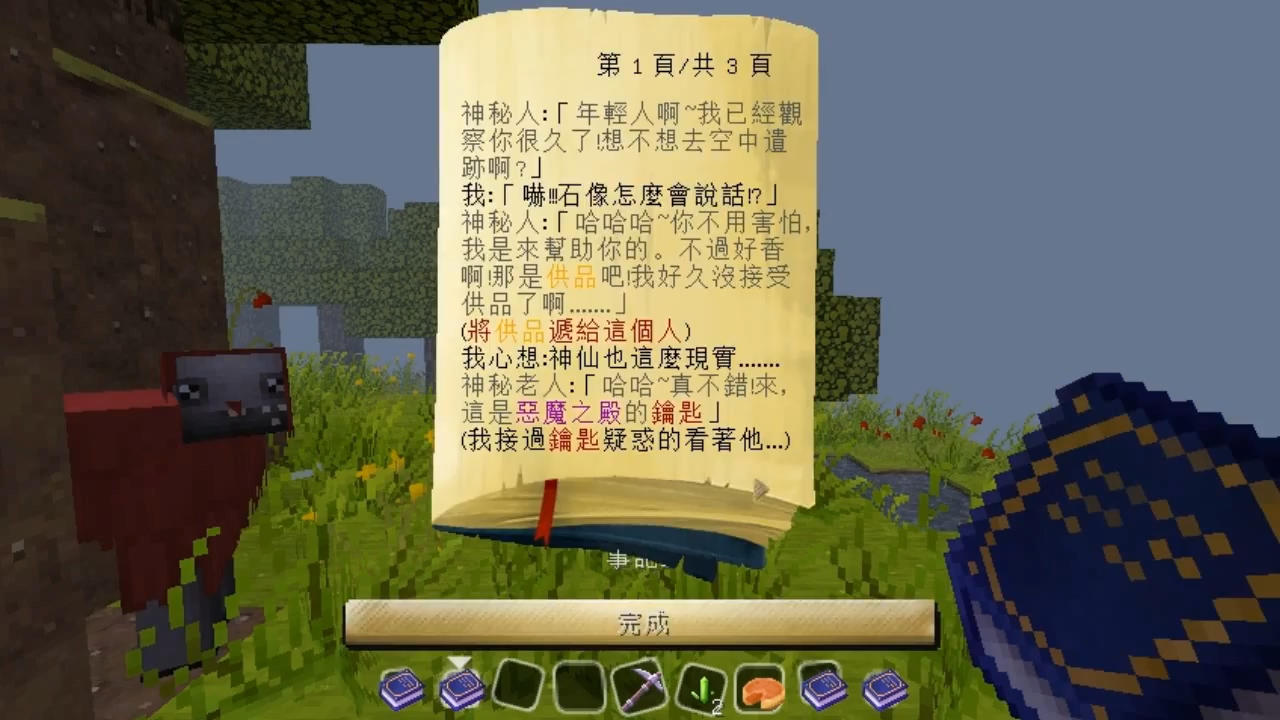 第 1 頁/共 3 頁
神秘人:「年輕人啊~我已經觀
察你很久了!想不想去空中遺
跡啊?」
我:「嚇!!!石像怎麼會說話!?」
神秘人:「哈哈哈~你不用害怕,
我是來幫助你的。不過好香
啊!那是供品吧!我好久沒接受
供品了啊.......」
(將供品遞給這個人)
我心想:神仙也這麼現實.......
神秘老人:「哈哈~真不錯!來,
這是惡魔之殿的鑰匙」
(我接過鑰匙疑惑的看著他...)
完成
2